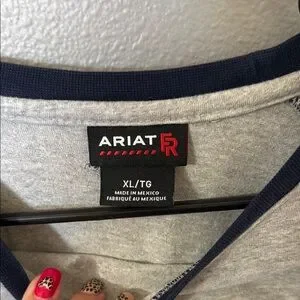 ARIAT FR
XL/TG
MADE IN MEXICO
FABRIQUÉ AU MEXIQUE